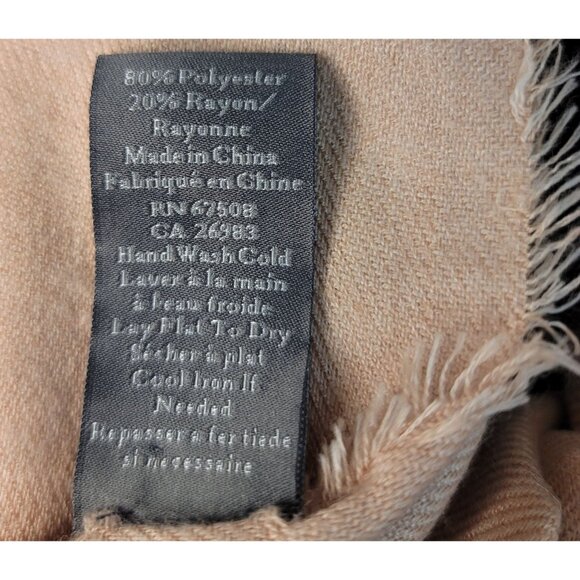 80% Polyester
20% Rayon/
Rayonne
Made in China
Fabriqué en Chine
RN 67508
CA 26983
Hand Wash Cold
Laver à la main
à l'eau froide
Lay Flat To Dry
Sécher à plat
Cool Iron If
Needed
Repasser a fer tiède
si nécessaire